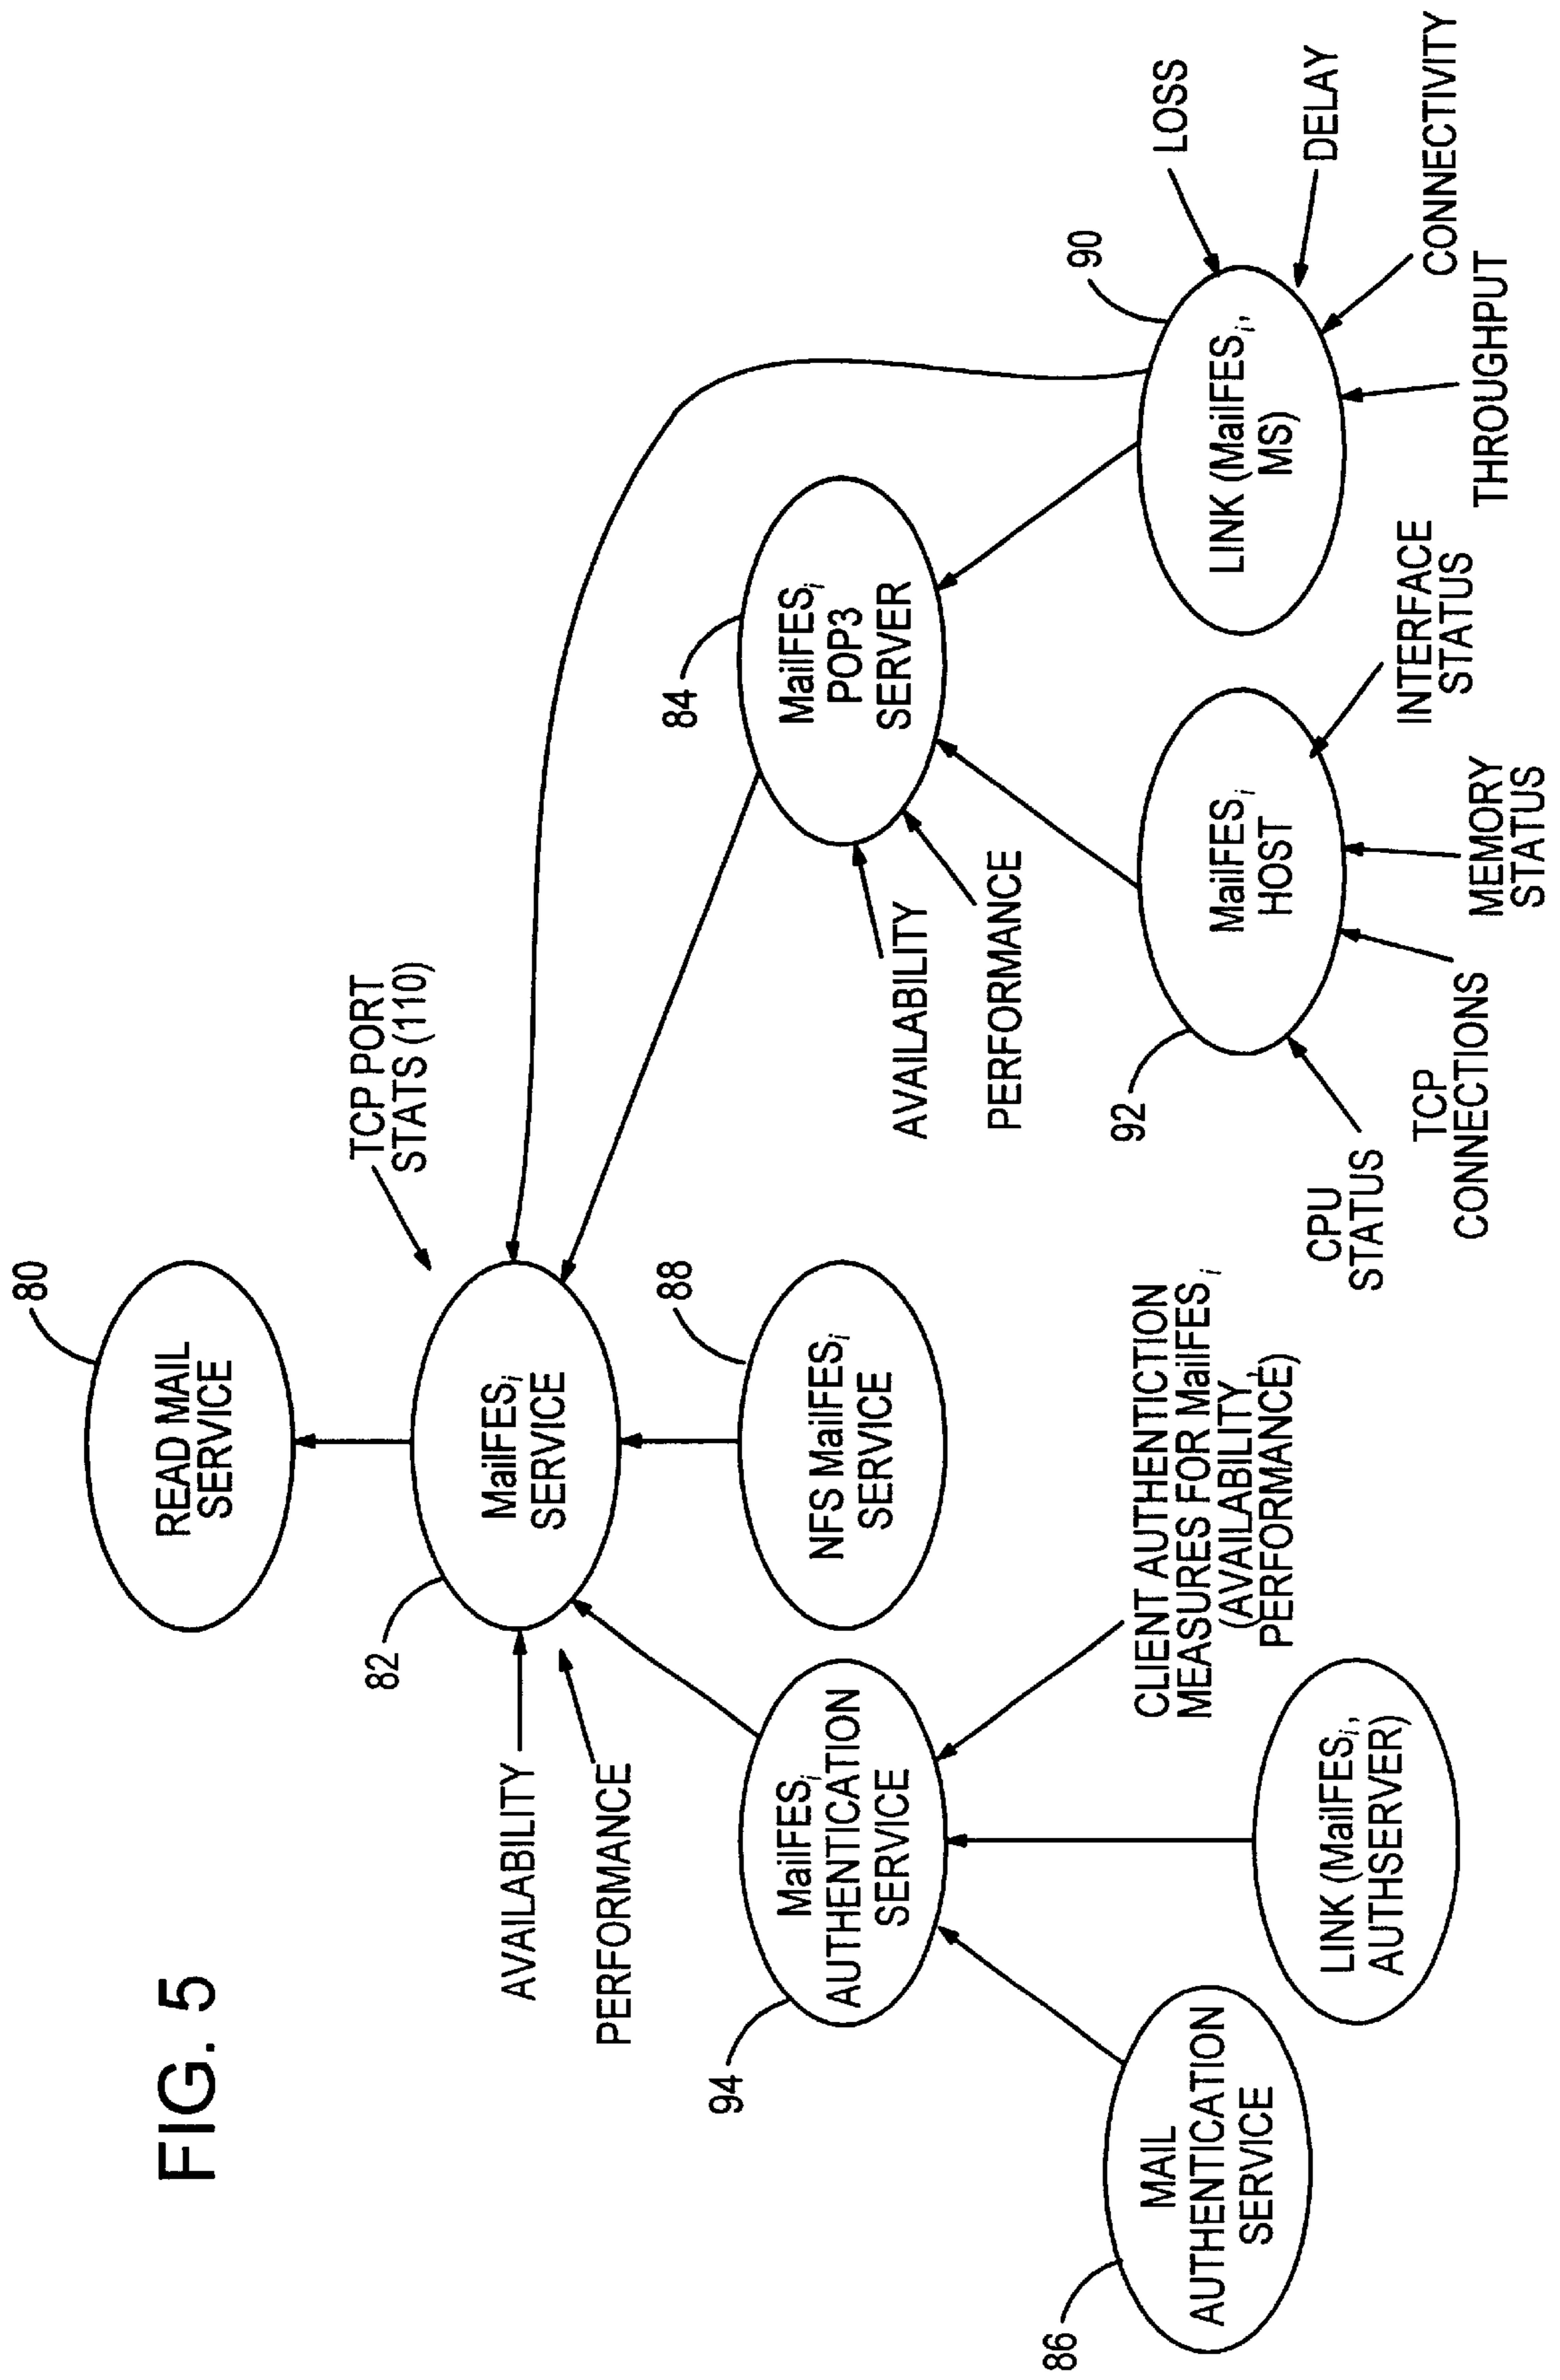 FIG. 5
80
READ MAIL
SERVICE
TCP PORT
STATS (110)
82
MailFESi
SERVICE
AVAILABILITY
PERFORMANCE
88
NFS MailFESi
SERVICE
84
MailFESi
POP3
SERVER
AVAILABILITY
PERFORMANCE
94
MailFESi
AUTHENTICATION
SERVICE
CLIENT AUTHENTICTION
MEASURES FOR MailFESi
(AVAILABILITY,
PERFORMANCE)
86
MAIL
AUTHENTICATION
SERVICE
LINK (MailFESi,
AUTHSERVER)
92
MailFESi
HOST
CPU
STATUS
TCP
CONNECTIONS
MEMORY
STATUS
INTERFACE
STATUS
90
LINK (MailFESi,
MS)
LOSS
DELAY
CONNECTIVITY
THROUGHPUT